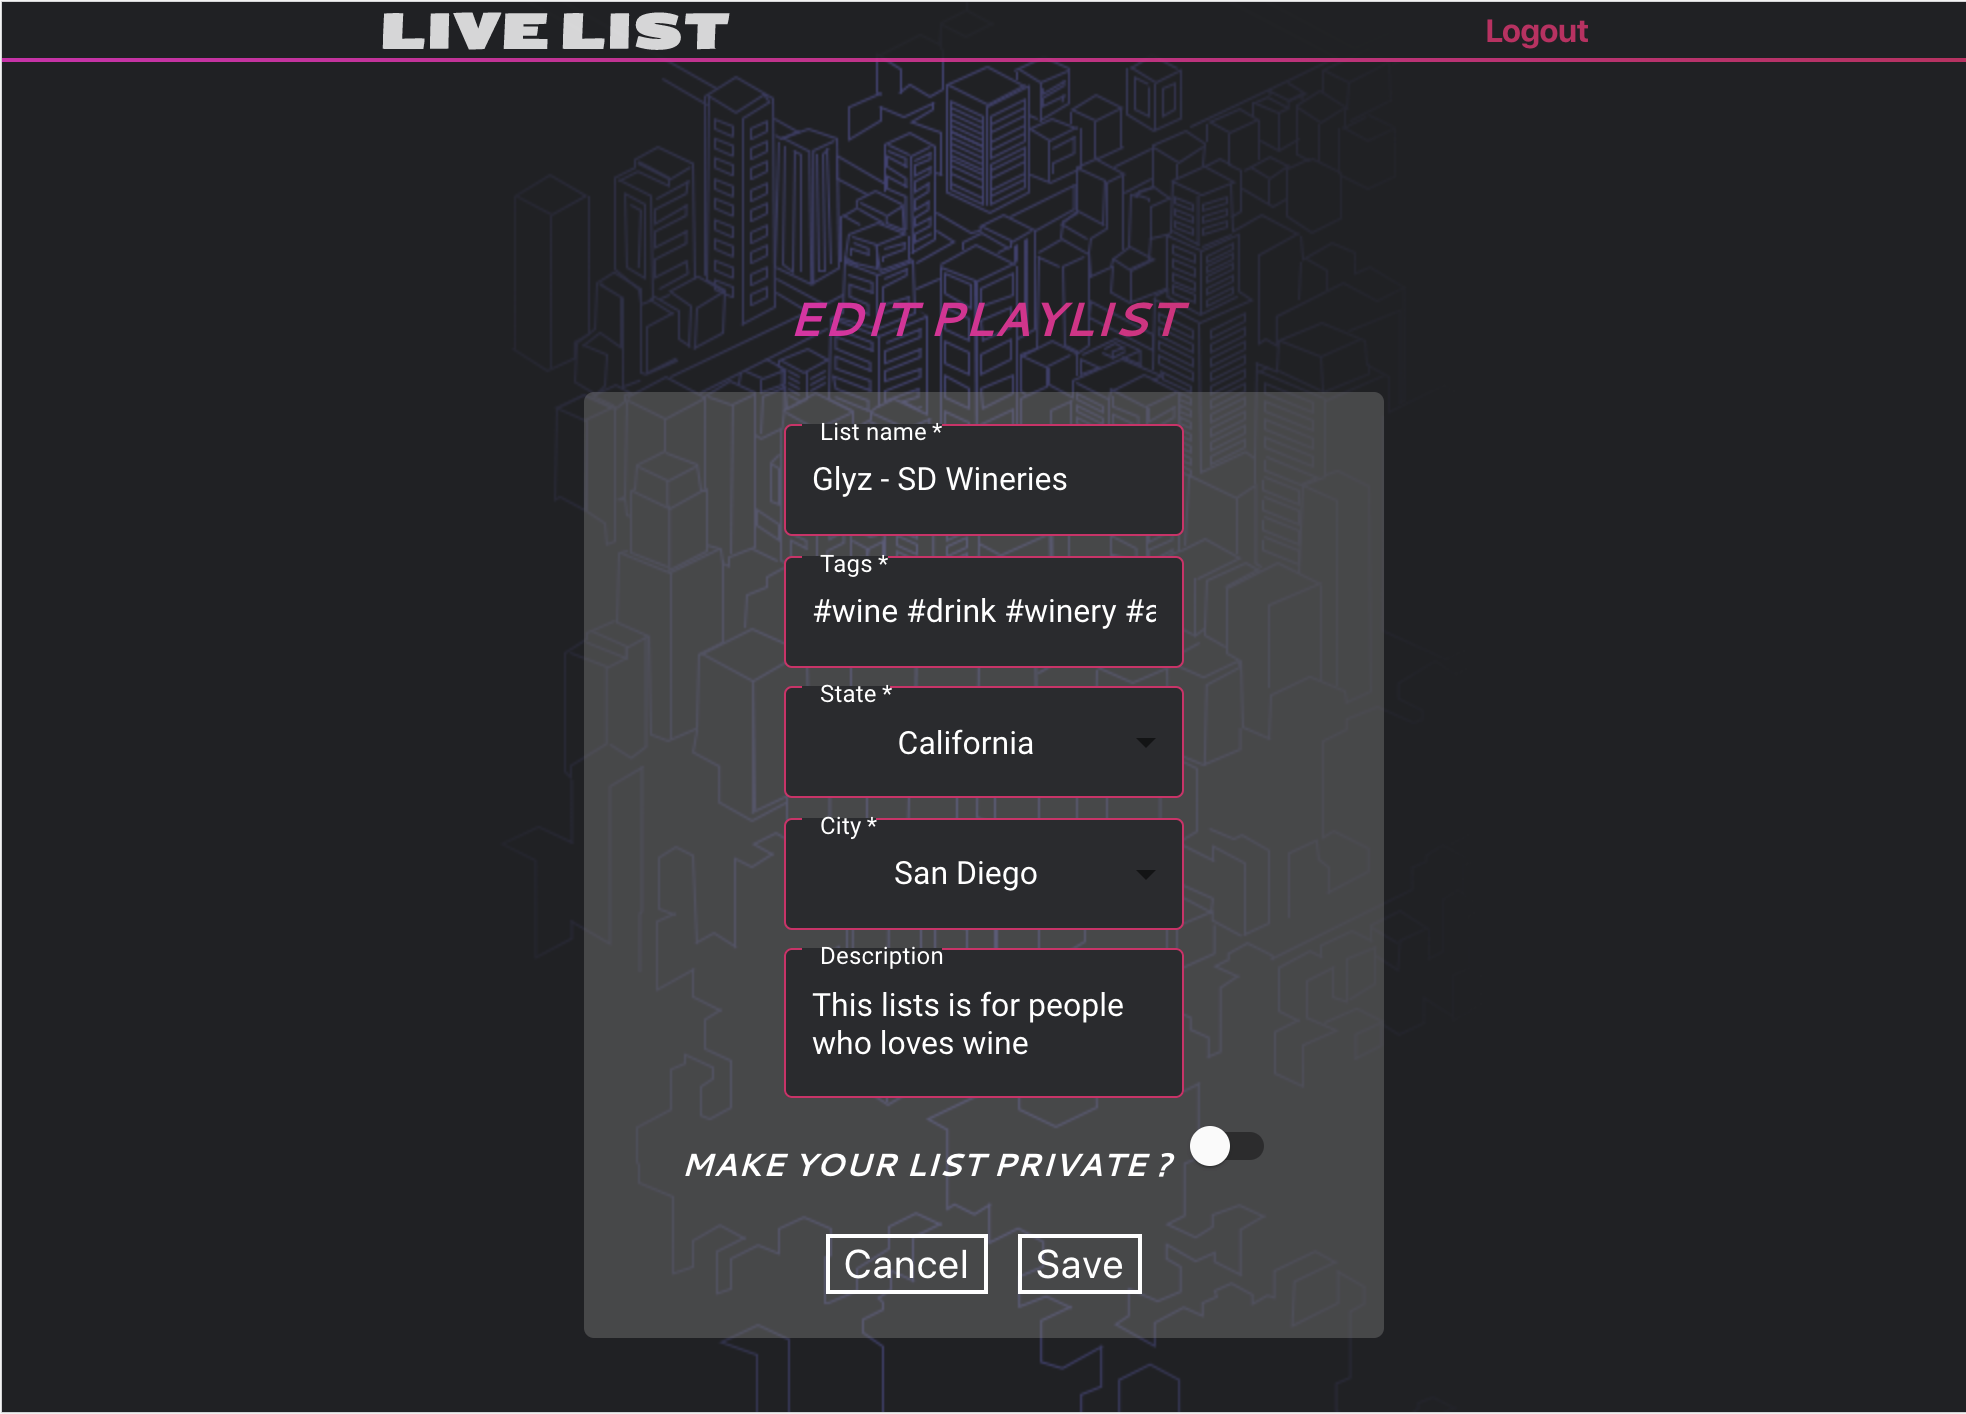 LIVE LIST
Logout
EDIT PLAYLIST
List name *
Glyz - SD Wineries
Tags *
#wine #drink #winery #a
State *
California
City *
San Diego
Description
This lists is for people
who loves wine
MAKE YOUR LIST PRIVATE ?
Cancel
Save